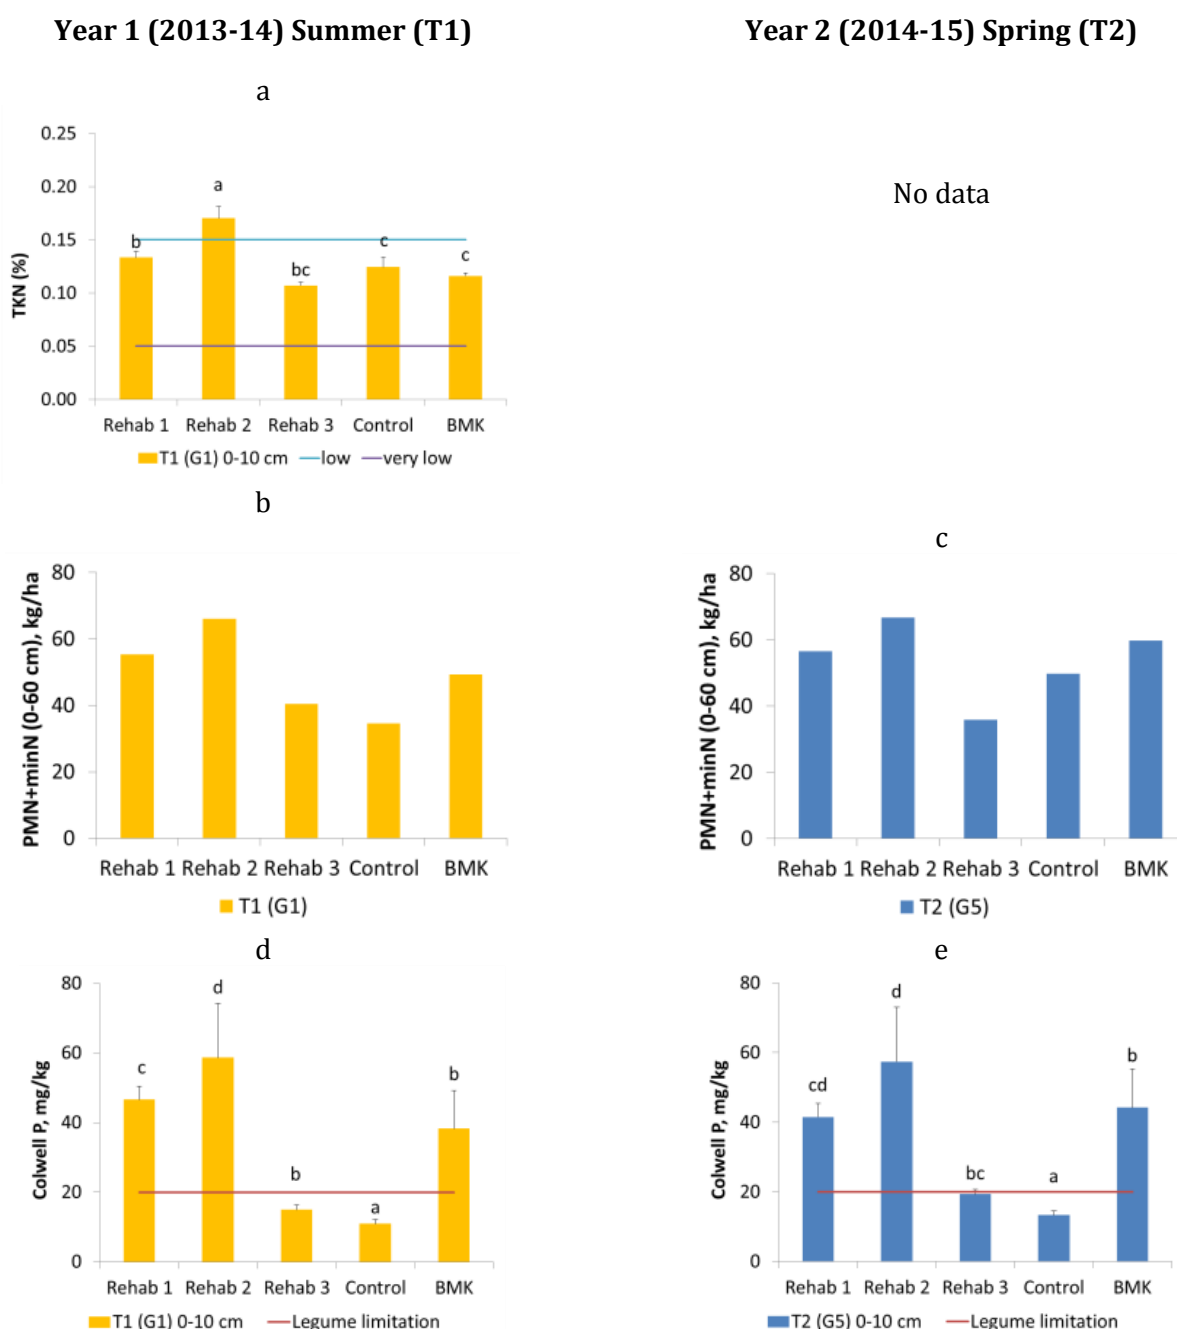 Year 1 (2013-14) Summer (T1)
Year 2 (2014-15) Spring (T2)
a
0.25
0.20
0.15
0.10
0.05
0.00
TKN (%)
b
a
bc
c
c
Rehab 1 Rehab 2 Rehab 3 Control BMK
T1 (G1) 0-10 cm low very low
No data
b
80
60
40
20
0
PMN+minN (0-60 cm), kg/ha
Rehab 1 Rehab 2 Rehab 3 Control BMK
T1 (G1)
c
80
60
40
20
0
PMN+minN (0-60 cm), kg/ha
Rehab 1 Rehab 2 Rehab 3 Control BMK
T2 (G5)
d
80
60
40
20
0
Colwell P, mg/kg
c
d
b
a
b
Rehab 1 Rehab 2 Rehab 3 Control BMK
T1 (G1) 0-10 cm Legume limitation
e
80
60
40
20
0
Colwell P, mg/kg
cd
d
bc
a
b
Rehab 1 Rehab 2 Rehab 3 Control BMK
T2 (G5) 0-10 cm Legume limitation